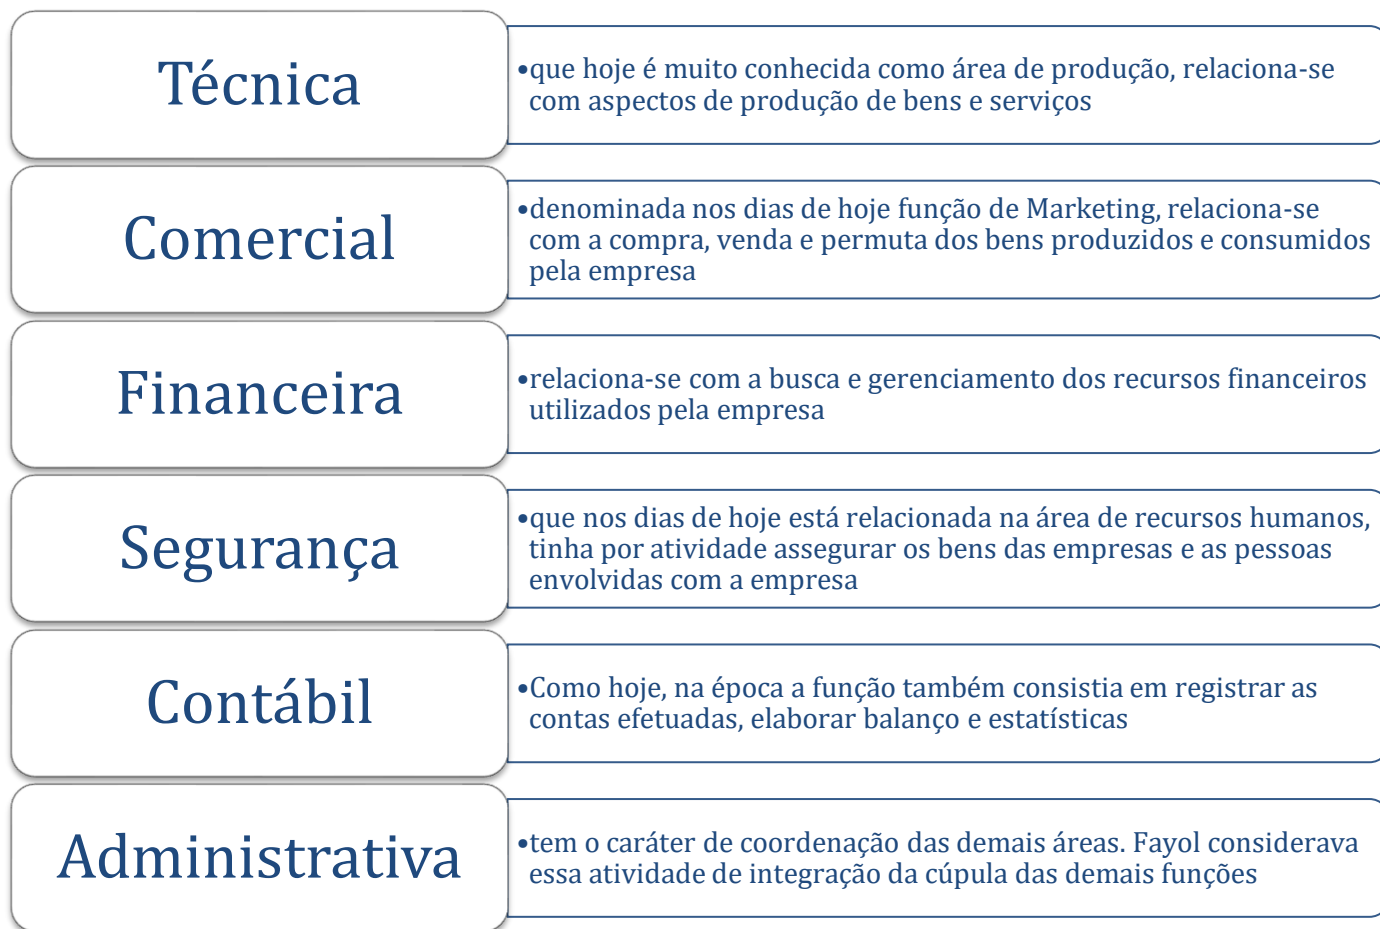 Técnica
•que hoje é muito conhecida como área de produção, relaciona-se
com aspectos de produção de bens e serviços
Comercial
•denominada nos dias de hoje função de Marketing, relaciona-se
com a compra, venda e permuta dos bens produzidos e consumidos
pela empresa
Financeira
•relaciona-se com a busca e gerenciamento dos recursos financeiros
utilizados pela empresa
Segurança
•que nos dias de hoje está relacionada na área de recursos humanos,
tinha por atividade assegurar os bens das empresas e as pessoas
envolvidas com a empresa
Contábil
•Como hoje, na época a função também consistia em registrar as
contas efetuadas, elaborar balanço e estatísticas
Administrativa
•tem o caráter de coordenação das demais áreas. Fayol considerava
essa atividade de integração da cúpula das demais funções